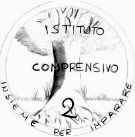 ISTITUTO
COMPRENSIVO
2
INSIEME PER IMPARARE